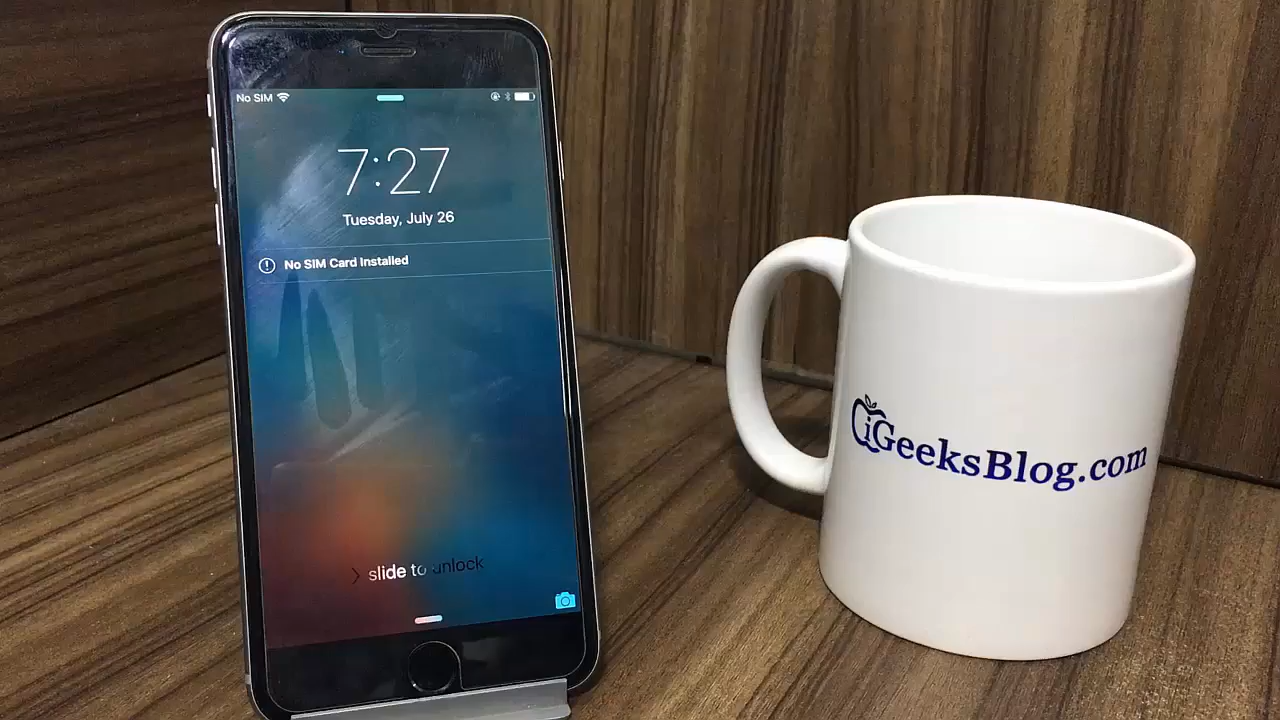 No SIM
7:27
Tuesday, July 26
No SIM Card Installed
slide to unlock
iGeeksBlog.com